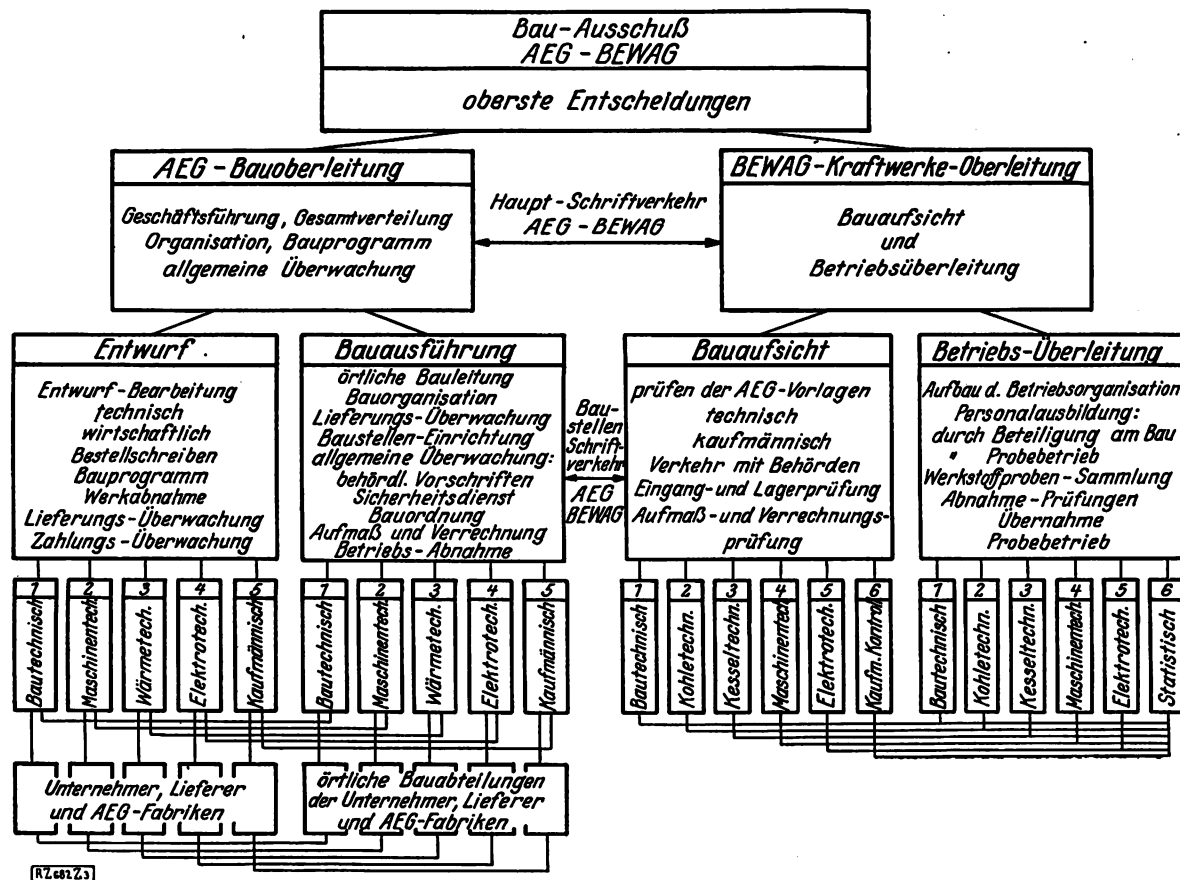 Bau-Ausschuß
AEG-BEWAG
oberste Entscheidungen
AEG-Bauoberleitung
Geschäftsführung, Gesamtverteilung
Organisation, Bauprogramm
allgemeine Überwachung
Haupt-Schriftverkehr
AEG-BEWAG
BEWAG-Kraftwerke-Oberleitung
Bauaufsicht
und
Betriebsüberleitung
Entwurf
Entwurf-Bearbeitung
technisch
wirtschaftlich
Bestellschreiben
Bauprogramm
Werkabnahme
Lieferungs-Überwachung
Zahlungs-Überwachung
Bauausführung
örtliche Bauleitung
Bauorganisation
Lieferungs-Überwachung
Baustellen-Einrichtung
allgemeine Überwachung:
behördl. Vorschriften
Sicherheitsdienst
Bauordnung
Aufmaß und Verrechnung
Betriebs-Abnahme
Bau-
stellen
Schrift-
verkehr
AEG
BEWAG
Bauaufsicht
prüfen der AEG-Vorlagen
technisch
kaufmännisch
Verkehr mit Behörden
Eingang-und Lagerprüfung
Aufmaß-und Verrechnungs-
prüfung
Betriebs-Überleitung
Aufbau d. Betriebsorganisation
Personalausbildung:
durch Beteiligung am Bau
" Probebetrieb
Werkstoffproben-Sammlung
Abnahme-Prüfungen
Übernahme
Probebetrieb
1
Bautechnisch
2
Maschinentech.
3
Wärmetech.
4
Elektratech.
5
Kaufmännisch
1
Bautechnisch
2
Maschinentech.
3
Wärmetech.
4
Elektratech.
5
Kaufmännisch
1
Bautechnisch
2
Kohletechn.
3
Kesseltechn.
4
Maschinentech.
5
Elektratech.
6
Kaufm. Kontrolle
1
Bautechnisch
2
Kohletechn.
3
Kesseltechn.
4
Maschinentech.
5
Elektratech.
6
Statistisch
Unternehmer, Lieferer
und AEG-Fabriken
örtliche Bauabteilungen
der Unternehmer, Lieferer
und AEG-Fabriken
RZ682Z3